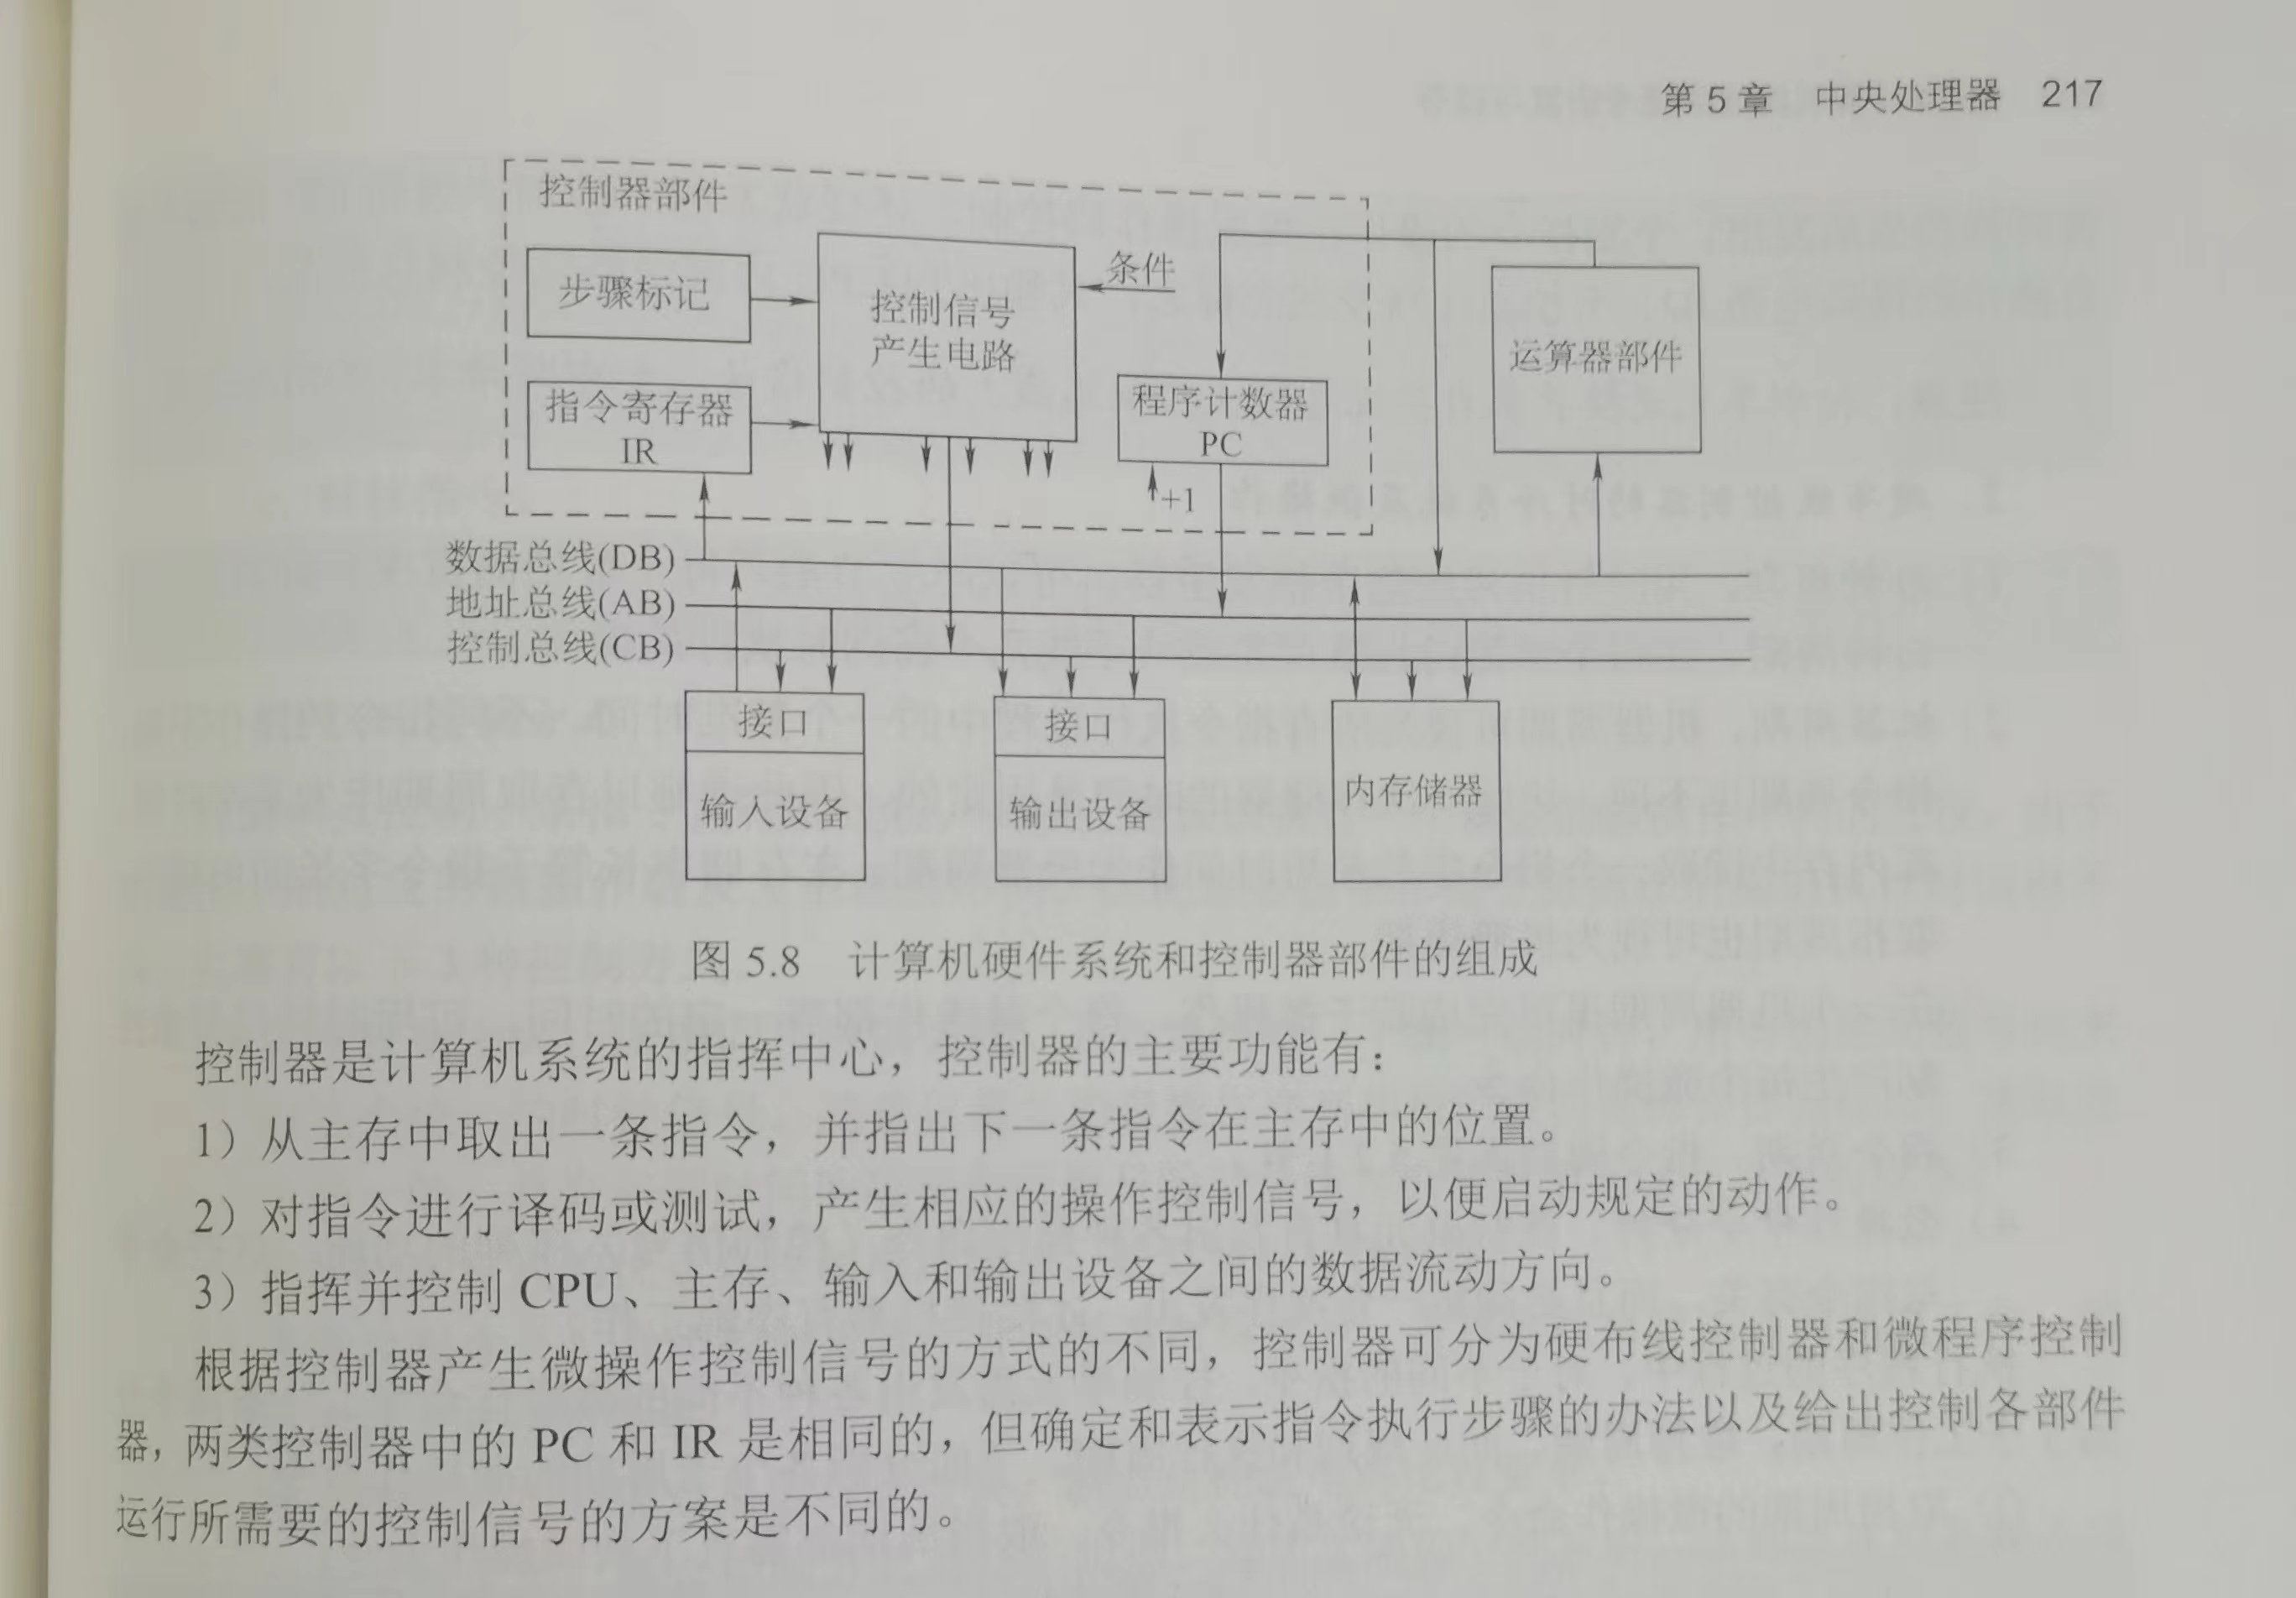 第 5 章 中央处理器 217
控制器部件
步骤标记
控制信号
产生电路
条件
运算器部件
指令寄存器
IR
程序计数器
PC
+1
数据总线(DB)
地址总线(AB)
控制总线(CB)
接口
接口
输入设备
输出设备
内存储器
图 5.8 计算机硬件系统和控制器部件的组成
控制器是计算机系统的指挥中心，控制器的主要功能有：
1）从主存中取出一条指令，并指出下一条指令在主存中的位置。
2）对指令进行译码或测试，产生相应的操作控制信号，以便启动规定的动作。
3）指挥并控制 CPU、主存、输入和输出设备之间的数据流动方向。
根据控制器产生微操作控制信号的方式的不同，控制器可分为硬布线控制器和微程序控制
器，两类控制器中的 PC 和 IR 是相同的，但确定和表示指令执行步骤的办法以及给出控制各部件
运行所需要的控制信号的方案是不同的。